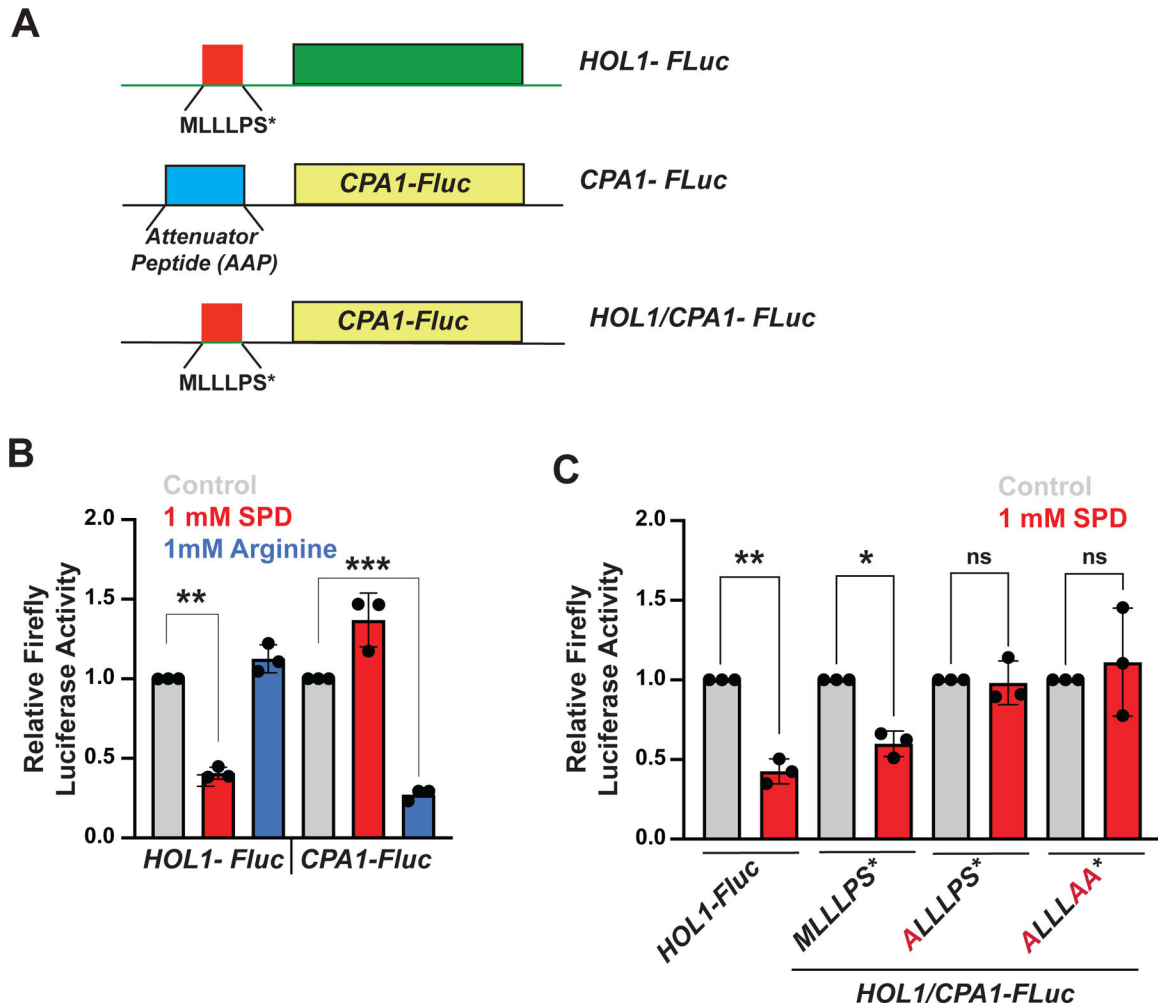 A
HOL1- FLuc
MLLLPS*
CPA1-Fluc
CPA1- FLuc
Attenuator
Peptide (AAP)
CPA1-Fluc
HOL1/CPA1- FLuc
MLLLPS*
B
Control
1 mM SPD
1mM Arginine
Relative Firefly
Luciferase Activity
2.0
1.5
1.0
0.5
0.0
**
***
HOL1- Fluc
CPA1-Fluc
C
Control
1 mM SPD
Relative Firefly
Luciferase Activity
2.0
1.5
1.0
0.5
0.0
**
*
ns
ns
HOL1-Fluc
MLLLPS*
ALLLPS*
ALLLAA*
HOL1/CPA1-FLuc